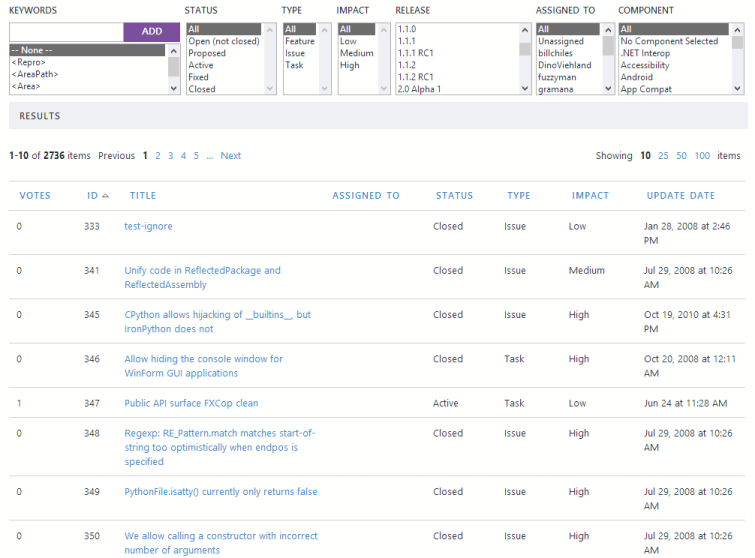 KEYWORDS STATUS TYPE IMPACT RELEASE ASSIGNED TO COMPONENT
ADD All All All 1.1.0 All All
Open (not closed) Feature Low 1.1.1 Unassigned No Component Selected
-- None -- Proposed Issue Medium 1.1.1 RC1 billchiles .NET Interop
<Repro> Active Task High 1.1.2 DinoViehland Accessibility
<AreaPath> Fixed 1.1.2 RC1 fuzzyman Android
<Area> Closed 2.0 Alpha 1 gramana App Compat
RESULTS
1-10 of 2736 items Previous 1 2 3 4 5 ... Next Showing 10 25 50 100 items
VOTES ID TITLE ASSIGNED TO STATUS TYPE IMPACT UPDATE DATE
0 333 test-ignore Closed Issue Low Jan 28, 2008 at 2:46
PM
0 341 Unify code in ReflectedPackage and Closed Issue Medium Jul 29, 2008 at 10:26
ReflectedAssembly AM
0 345 CPython allows hijacking of __builtins__, but Closed Issue High Oct 19, 2010 at 4:31
IronPython does not PM
0 346 Allow hiding the console window for Closed Task High Oct 20, 2008 at 12:11
WinForm GUI applications AM
1 347 Public API surface FXCop clean Active Task Low Jun 24 at 11:28 AM
0 348 Regexp: RE_Pattern.match matches start-of- Closed Issue High Jul 29, 2008 at 10:26
string too optimistically when endpos is AM
specified
0 349 PythonFile.isatty() currently only returns false Closed Issue High Jul 29, 2008 at 10:26
AM
0 350 We allow calling a constructor with incorrect Closed Issue High Jul 29, 2008 at 10:26
number of arguments AM